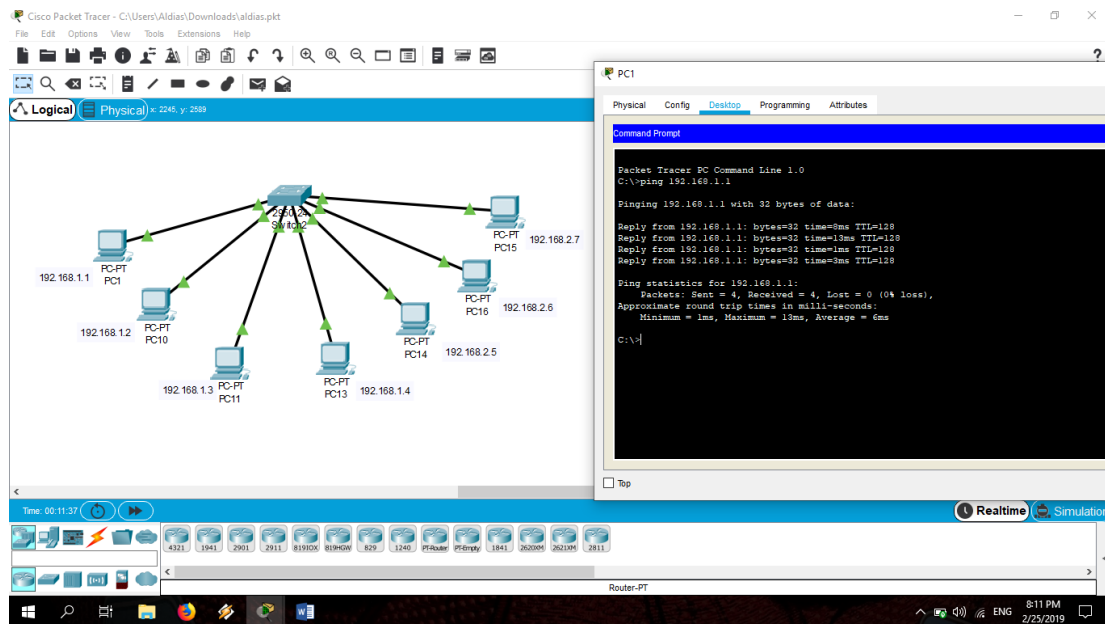 Cisco Packet Tracer - C:\Users\Aldias\Downloads\aldias.pkt
File Edit Options View Tools Extensions Help
?
Logical Physical x: 2245, y: 2589
2950-24
Switch2
PC-PT
PC1
192.168.1.1
PC-PT
PC10
192.168.1.2
PC-PT
PC11
192.168.1.3
PC-PT
PC13
192.168.1.4
PC-PT
PC14
192.168.2.5
PC-PT
PC16
192.168.2.6
PC-PT
PC15
192.168.2.7
PC1
Physical Config Desktop Programming Attributes
Command Prompt
Packet Tracer PC Command Line 1.0
C:\>ping 192.168.1.1
Pinging 192.168.1.1 with 32 bytes of data:
Reply from 192.168.1.1: bytes=32 time=8ms TTL=128
Reply from 192.168.1.1: bytes=32 time=13ms TTL=128
Reply from 192.168.1.1: bytes=32 time=1ms TTL=128
Reply from 192.168.1.1: bytes=32 time=3ms TTL=128
Ping statistics for 192.168.1.1:
Packets: Sent = 4, Received = 4, Lost = 0 (0% loss),
Approximate round trip times in milli-seconds:
Minimum = 1ms, Maximum = 13ms, Average = 6ms
C:\>
Top
Time: 00:11:37
Realtime Simulation
4321 1941 2901 2911 819IOX 819HGW 829 1240 PT-Router PT-Empty 1841 2620XM 2621XM 2811
Router-PT
ENG
8:11 PM
2/25/2019